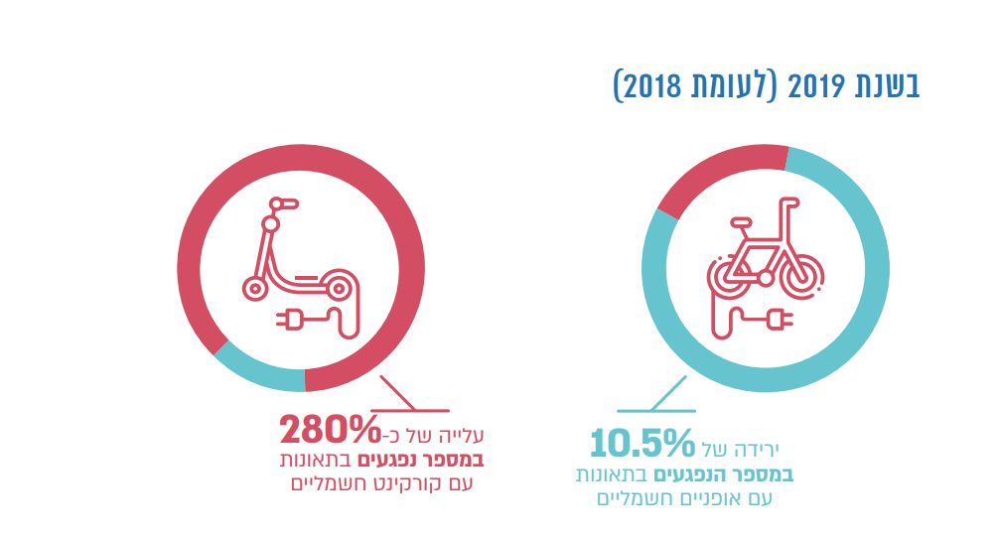 בשנת 2019 (לעומת 2018)
ירידה של 10.5%
במספר הנפגעים בתאונות
עם אופניים חשמליים
עלייה של כ-280%
במספר נפגעים בתאונות
עם קורקינט חשמליים